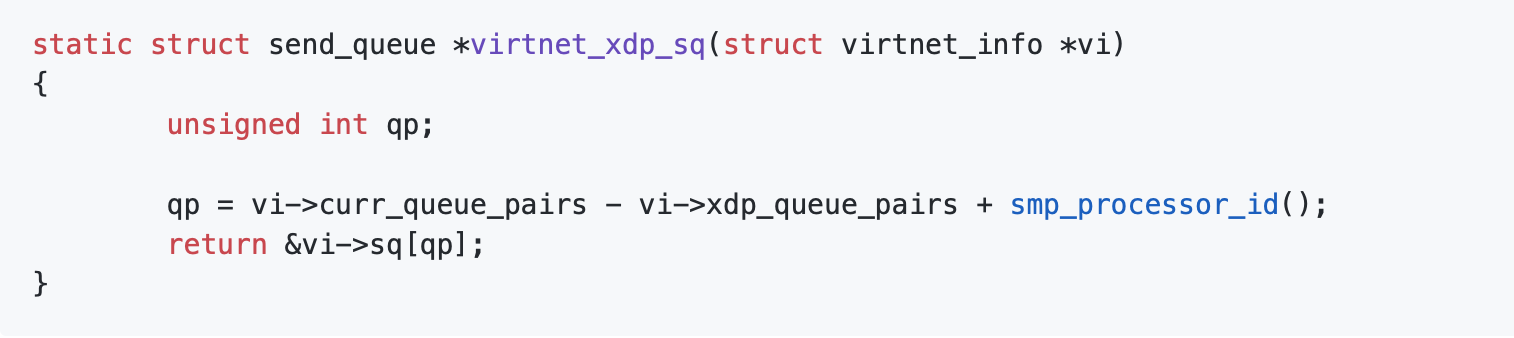 static struct send_queue *virtnet_xdp_sq(struct virtnet_info *vi)
{
        unsigned int qp;

        qp = vi->curr_queue_pairs - vi->xdp_queue_pairs + smp_processor_id();
        return &vi->sq[qp];
}